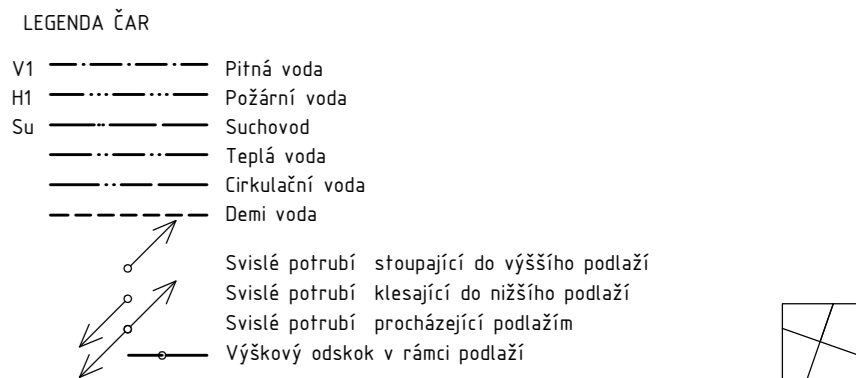 LEGENDA ČAR
V1 Pitná voda
H1 Požární voda
Su Suchovod
Teplá voda
Cirkulační voda
Demi voda
Svislé potrubí stoupající do výššího podlaží
Svislé potrubí klesající do nižšího podlaží
Svislé potrubí procházející podlažím
Výškový odskok v rámci podlaží